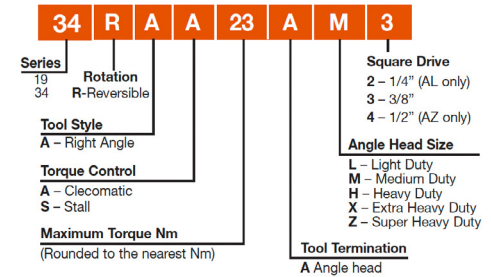 34 R A A 23 A M 3
Series
19
34
Rotation
R-Reversible
Tool Style
A – Right Angle
Torque Control
A – Clecomatic
S – Stall
Maximum Torque Nm
(Rounded to the nearest Nm)
Square Drive
2 – 1/4” (AL only)
3 – 3/8”
4 – 1/2” (AZ only)
Angle Head Size
L – Light Duty
M – Medium Duty
H – Heavy Duty
X – Extra Heavy Duty
Z – Super Heavy Duty
Tool Termination
A Angle head